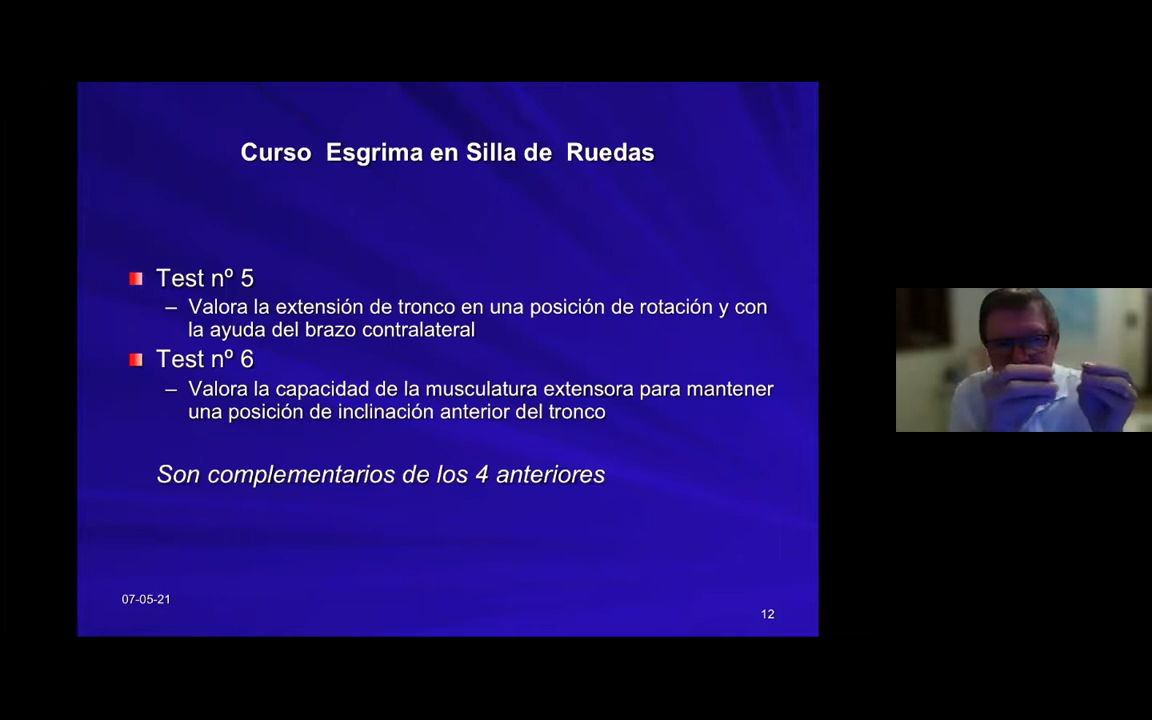 Curso  Esgrima en Silla de  Ruedas
Test nº 5
– Valora la extensión de tronco en una posición de rotación y con
la ayuda del brazo contralateral
Test nº 6
– Valora la capacidad de la musculatura extensora para mantener
una posición de inclinación anterior del tronco
Son complementarios de los 4 anteriores
07-05-21
12